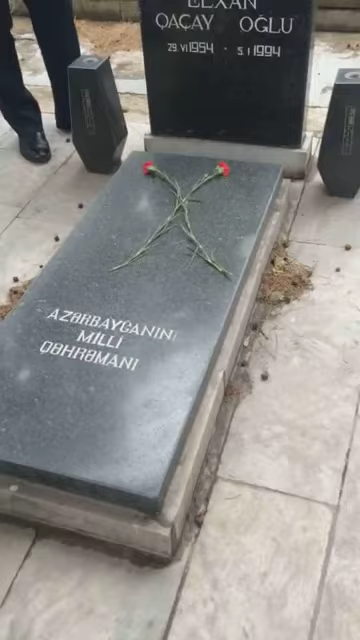 ELXAN
QAÇAY OĞLU
29.VI.1954 - 5.I.1994
AZƏRBAYCANIN
MİLLİ
QƏHRƏMANI